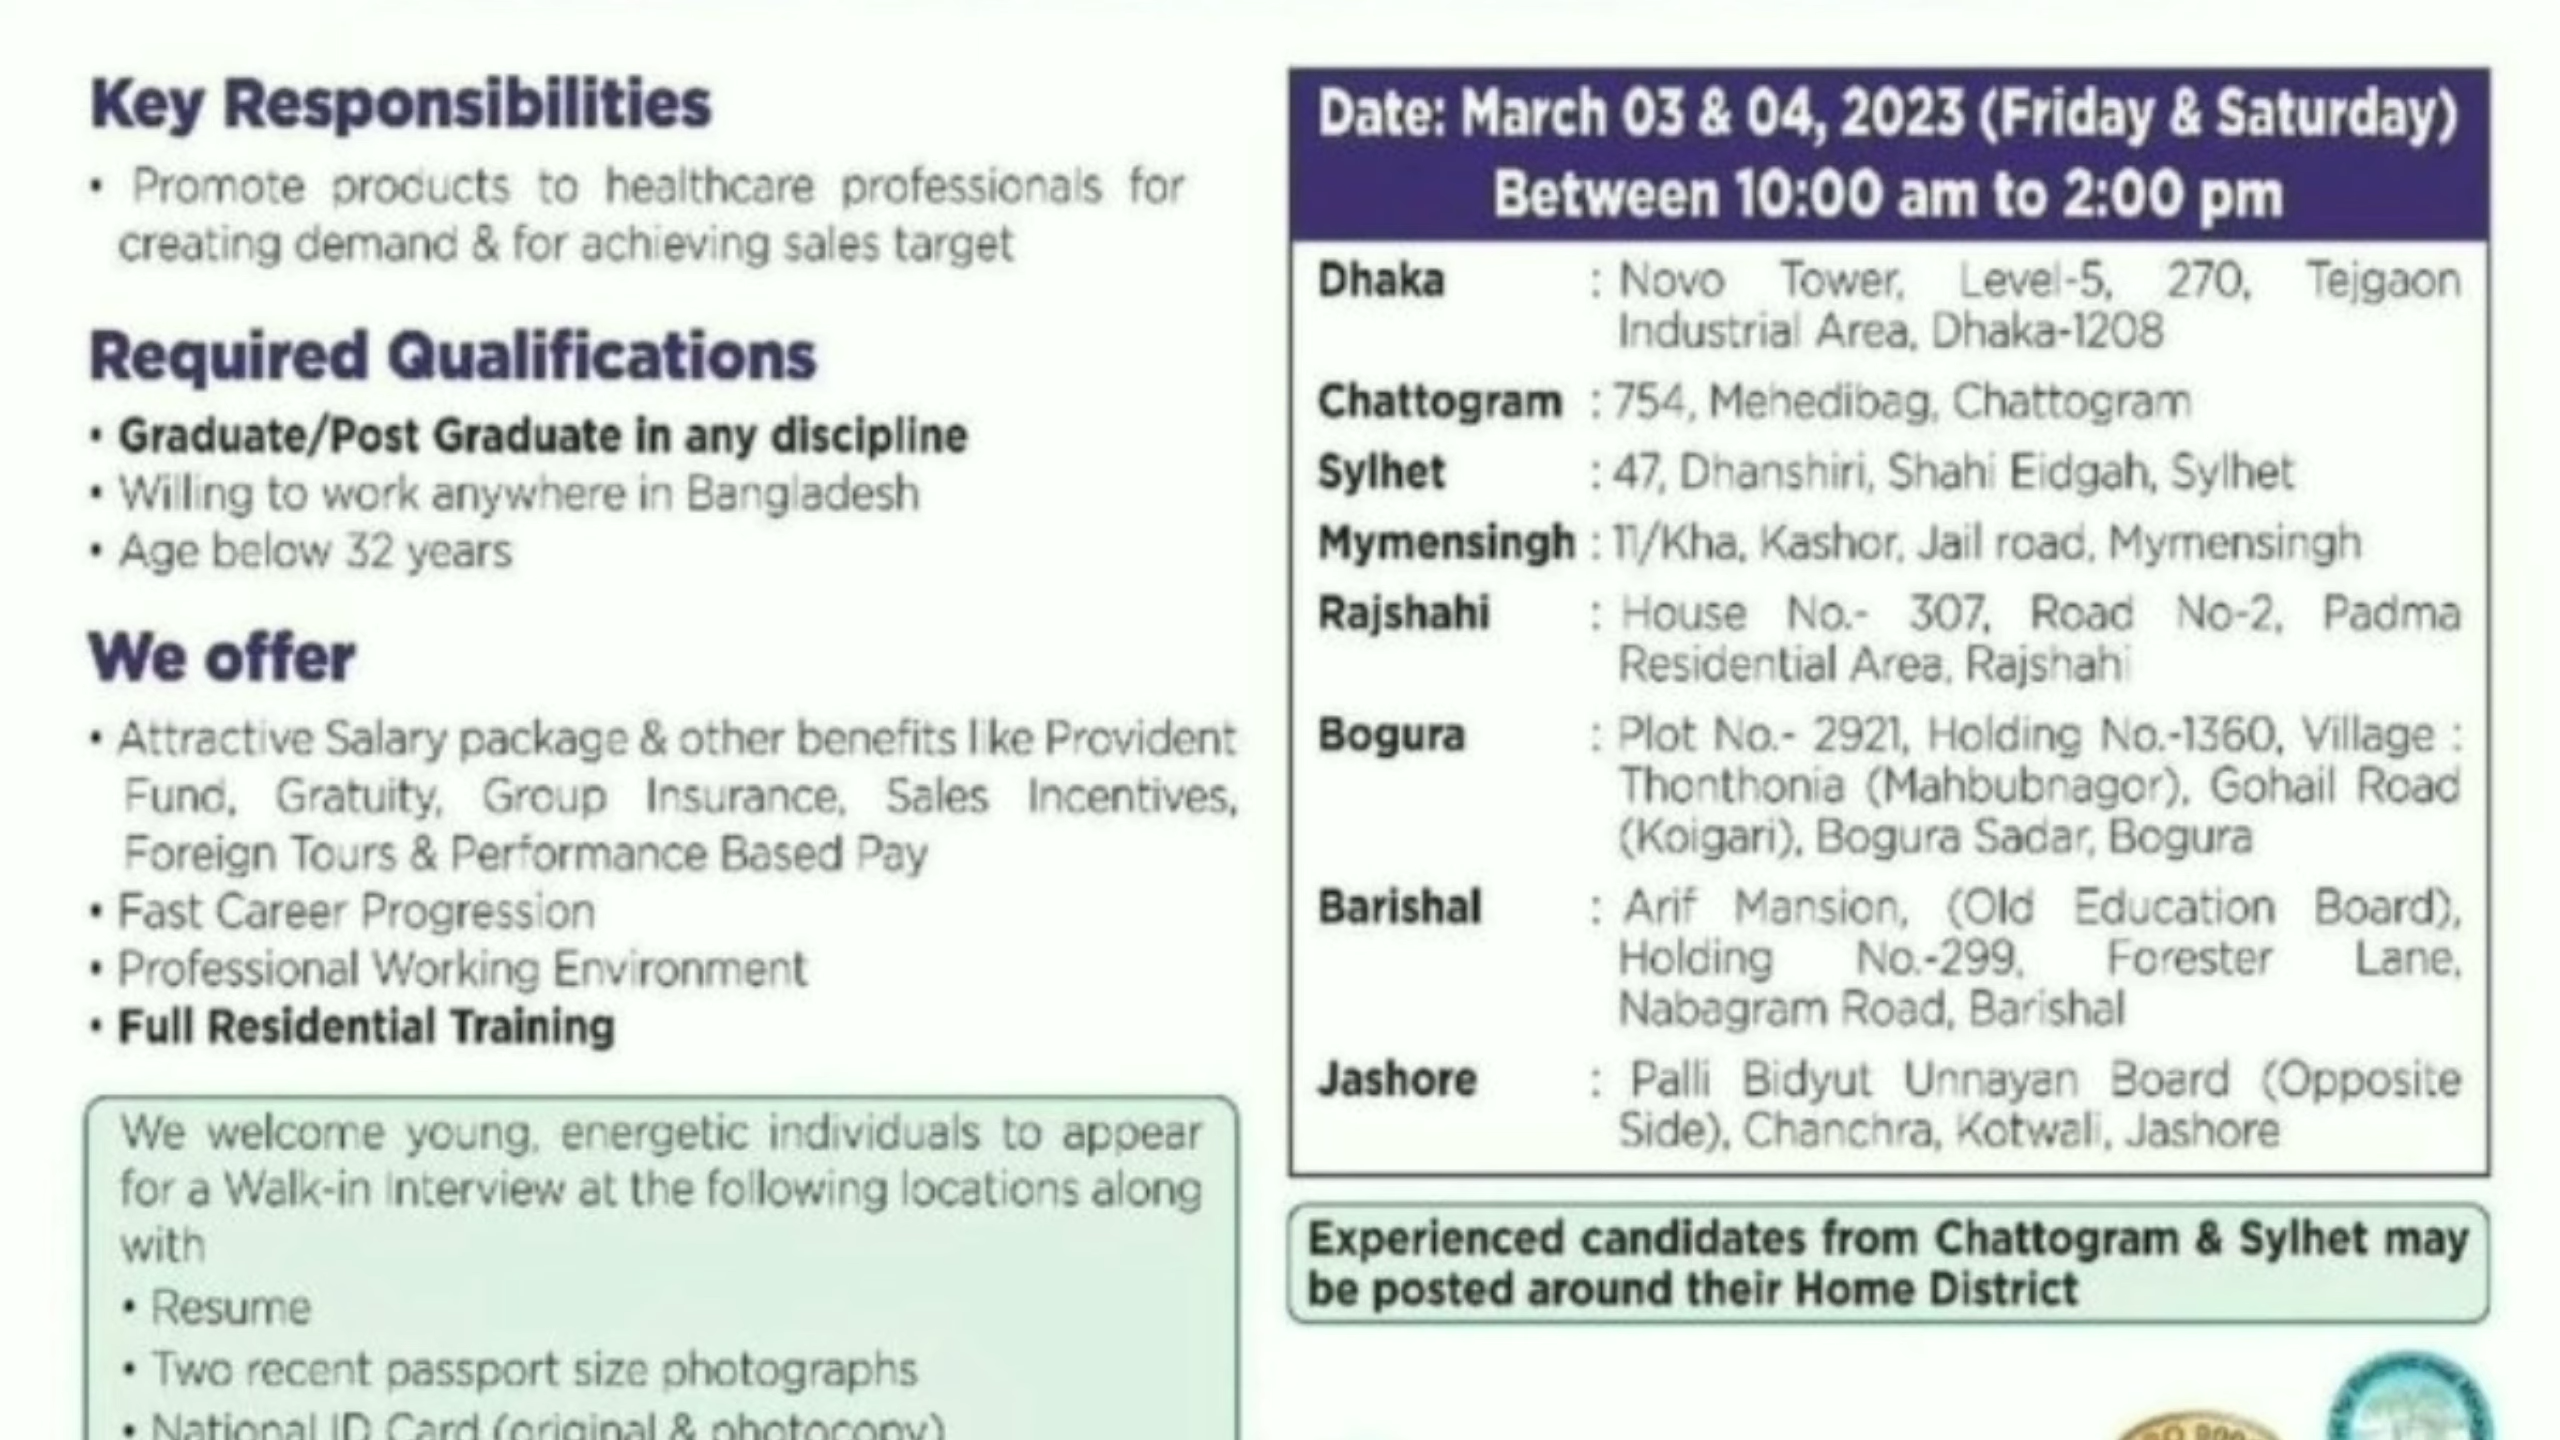 Key Responsibilities
• Promote products to healthcare professionals for
creating demand & for achieving sales target
Required Qualifications
• Graduate/Post Graduate in any discipline
• Willing to work anywhere in Bangladesh
• Age below 32 years
We offer
• Attractive Salary package & other benefits like Provident
Fund, Gratuity, Group Insurance, Sales Incentives,
Foreign Tours & Performance Based Pay
• Fast Career Progression
• Professional Working Environment
• Full Residential Training
We welcome young, energetic individuals to appear
for a Walk-in Interview at the following locations along
with
• Resume
• Two recent passport size photographs
• National ID Card (original & photocopy)
Date: March 03 & 04, 2023 (Friday & Saturday)
Between 10:00 am to 2:00 pm
Dhaka : Novo Tower, Level-5, 270, Tejgaon
Industrial Area, Dhaka-1208
Chattogram : 754, Mehedibag, Chattogram
Sylhet : 47, Dhanshiri, Shahi Eidgah, Sylhet
Mymensingh : 11/Kha, Kashor, Jail road, Mymensingh
Rajshahi : House No.- 307, Road No-2, Padma
Residential Area, Rajshahi
Bogura : Plot No.- 2921, Holding No.-1360, Village :
Thonthonia (Mahbubnagor), Gohail Road
(Koigari), Bogura Sadar, Bogura
Barishal : Arif Mansion, (Old Education Board),
Holding No.-299, Forester Lane,
Nabagram Road, Barishal
Jashore : Palli Bidyut Unnayan Board (Opposite
Side), Chanchra, Kotwali, Jashore
Experienced candidates from Chattogram & Sylhet may
be posted around their Home District